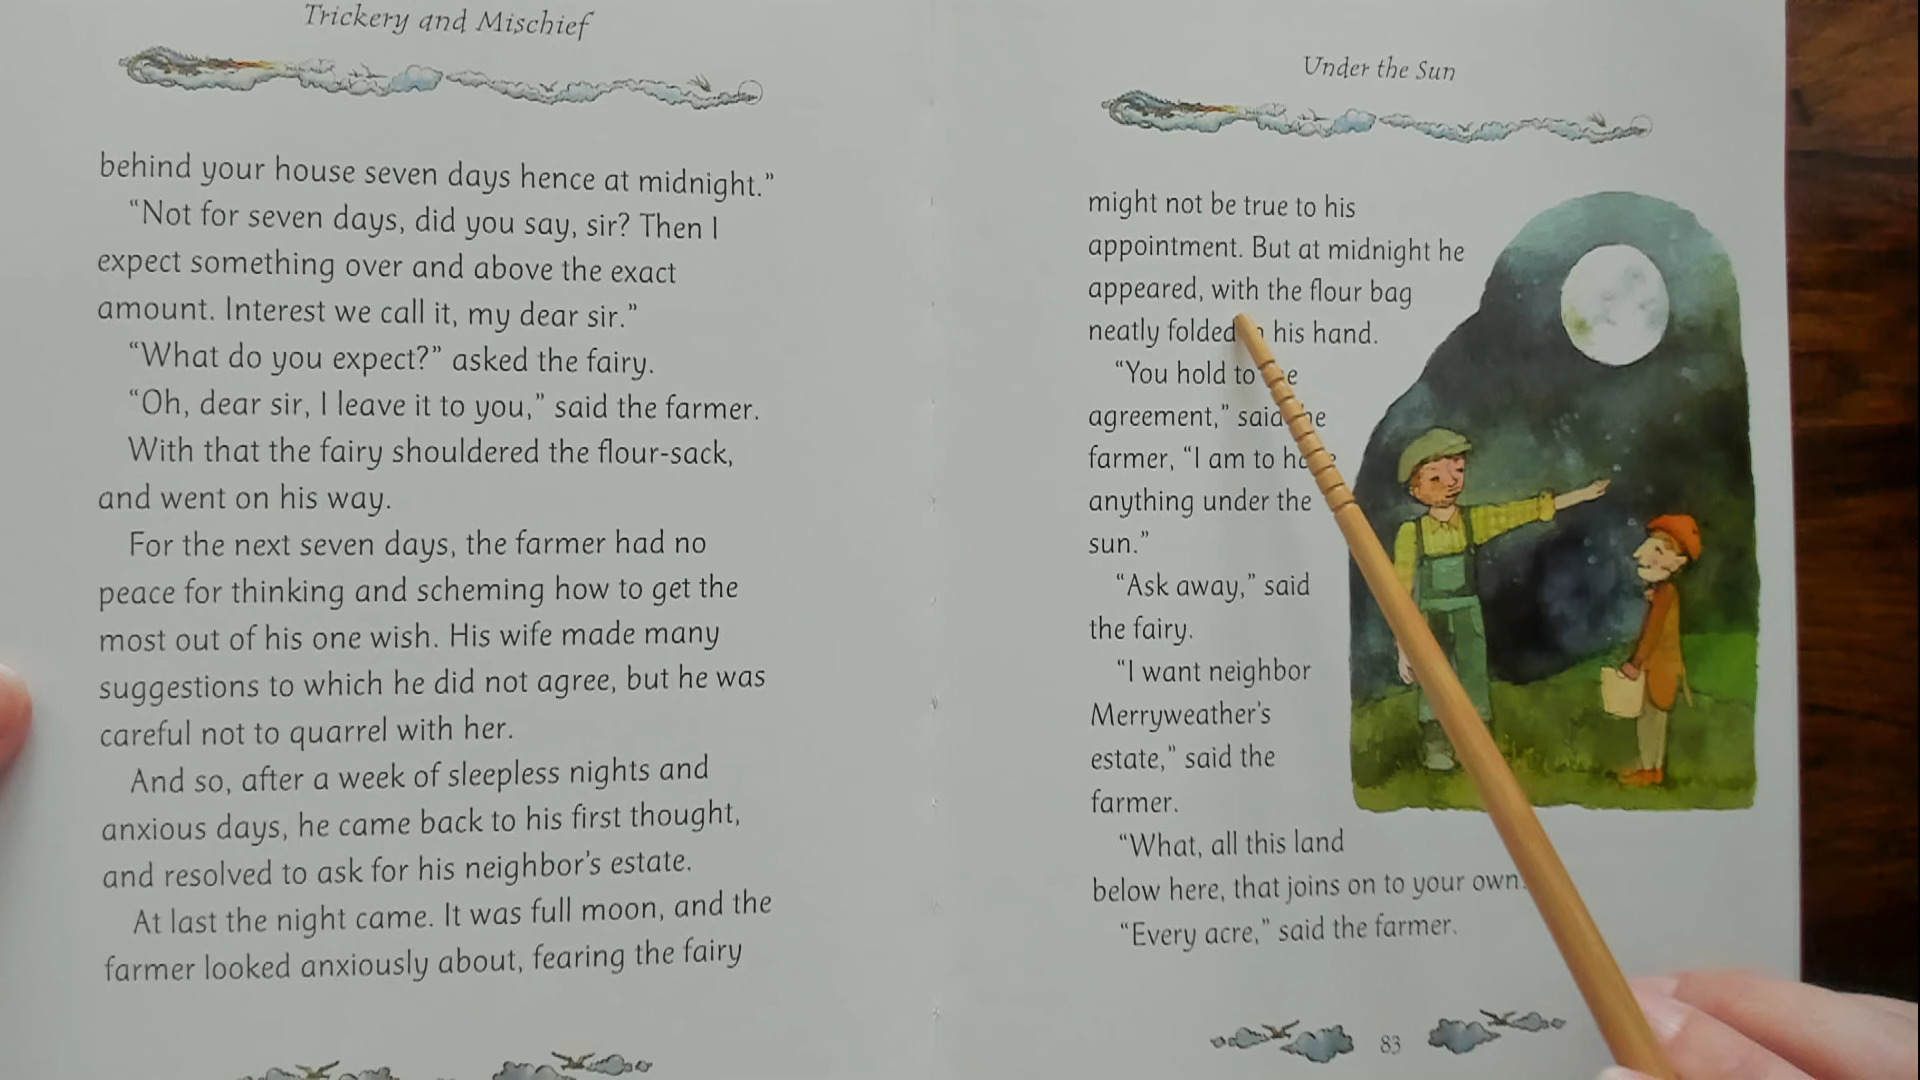 Trickery and Mischief
behind your house seven days hence at midnight.”
“Not for seven days, did you say, sir? Then I
expect something over and above the exact
amount. Interest we call it, my dear sir.”
“What do you expect?” asked the fairy.
“Oh, dear sir, I leave it to you,” said the farmer.
With that the fairy shouldered the flour-sack,
and went on his way.
For the next seven days, the farmer had no
peace for thinking and scheming how to get the
most out of his one wish. His wife made many
suggestions to which he did not agree, but he was
careful not to quarrel with her.
And so, after a week of sleepless nights and
anxious days, he came back to his first thought,
and resolved to ask for his neighbor’s estate.
At last the night came. It was full moon, and the
farmer looked anxiously about, fearing the fairy
Under the Sun
might not be true to his
appointment. But at midnight he
appeared, with the flour bag
neatly folded his hand.
“You hold to
agreement,” said
farmer, “I am to
anything under the
sun.”
“Ask away,” said
the fairy.
“I want neighbor
Merryweather’s
estate,” said the
farmer.
“What, all this land
below here, that joins on to your own
“Every acre,” said the farmer.
83